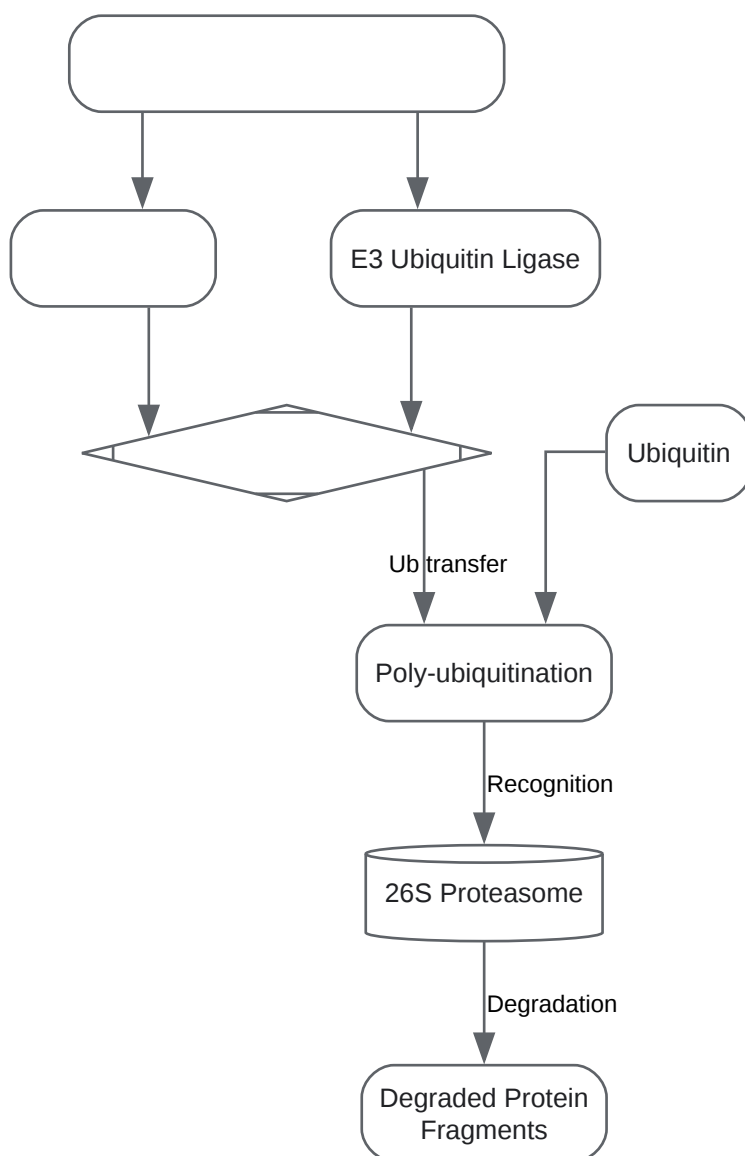 E3 Ubiquitin Ligase
Ubiquitin
Ub transfer
Poly-ubiquitination
Recognition
26S Proteasome
Degradation
Degraded Protein
Fragments